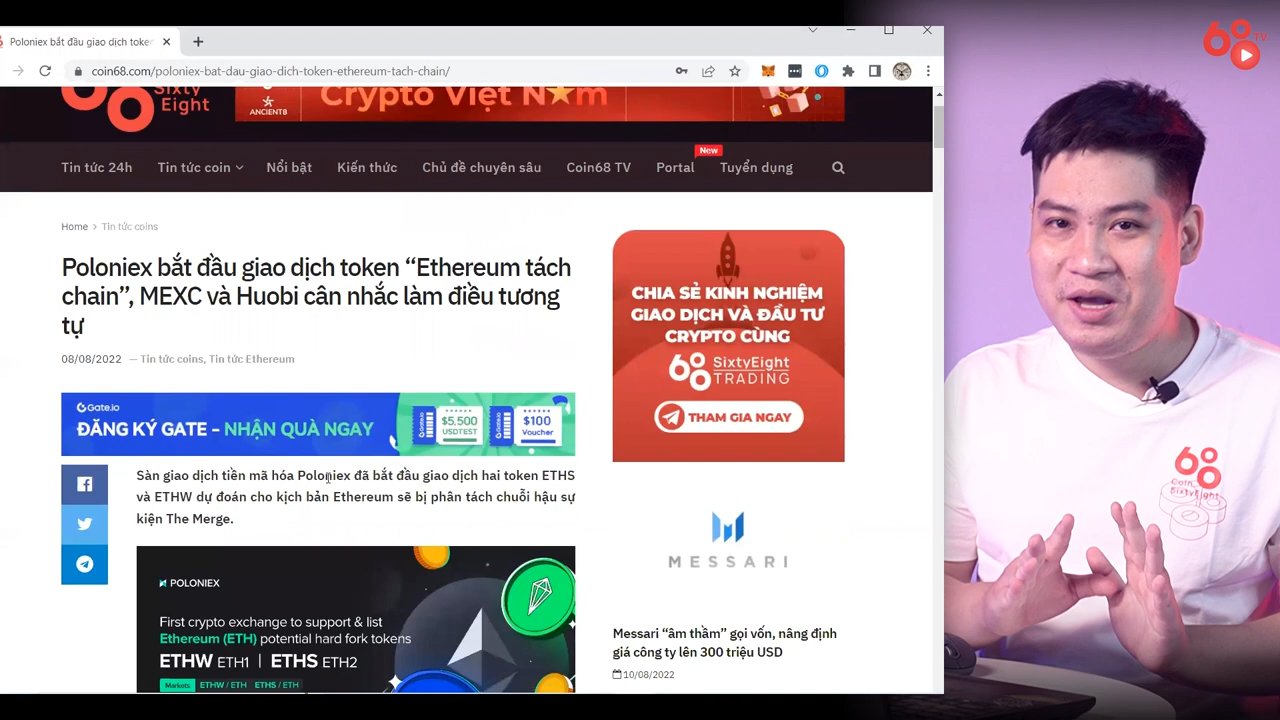 Poloniex bắt đầu giao dịch token
coin68.com/poloniex-bat-dau-giao-dich-token-ethereum-tach-chain/
68
SixtyEight
ANCIENT8
Crypto Việt Nam
Tin tức 24h
Tin tức coin
Nổi bật
Kiến thức
Chủ đề chuyên sâu
Coin68 TV
Portal
New
Tuyển dụng
Home > Tin tức coins
Poloniex bắt đầu giao dịch token “Ethereum tách
chain”, MEXC và Huobi cân nhắc làm điều tương
tự
08/08/2022 — Tin tức coins, Tin tức Ethereum
Gate.io
ĐĂNG KÝ GATE - NHẬN QUÀ NGAY
$5,500
USDTEST
$100
Voucher
Sàn giao dịch tiền mã hóa Poloniex đã bắt đầu giao dịch hai token ETHS
và ETHW dự đoán cho kịch bản Ethereum sẽ bị phân tách chuỗi hậu sự
kiện The Merge.
POLONIEX
First crypto exchange to support & list
Ethereum (ETH) potential hard fork tokens
ETHW ETH1 | ETHS ETH2
Markets ETHW / ETH ETHS / ETH
CHIA SẺ KINH NGHIỆM
GIAO DỊCH VÀ ĐẦU TƯ
CRYPTO CÙNG
68 SixtyEight
TRADING
THAM GIA NGAY
MESSARI
Messari “âm thầm” gọi vốn, nâng định
giá công ty lên 300 triệu USD
10/08/2022
68 TV
68
Coin
SixtyEight